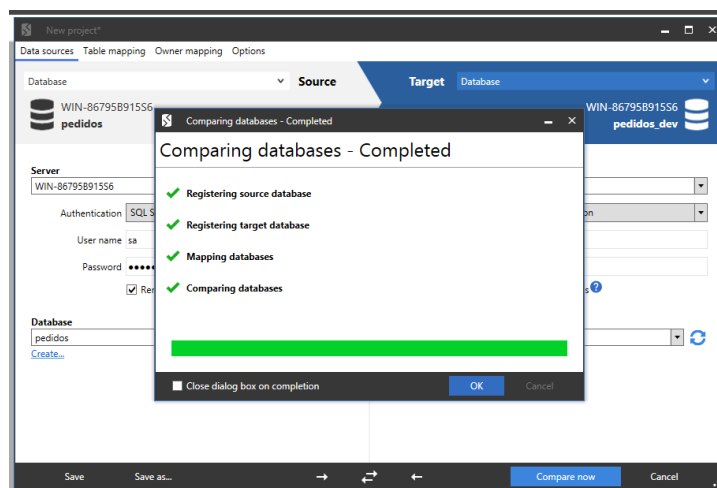 New project*
Data sources Table mapping Owner mapping Options
Database Source Target Database
WIN-86795B915S6 WIN-86795B915S6
pedidos pedidos_dev
Comparing databases - Completed
Comparing databases - Completed
Registering source database
Registering target database
Mapping databases
Comparing databases
Close dialog box on completion OK Cancel
Server
WIN-86795B915S6
Authentication SQL S on
User name sa
Password
Rer s ?
Database
pedidos
Create...
Save Save as... Compare now Cancel